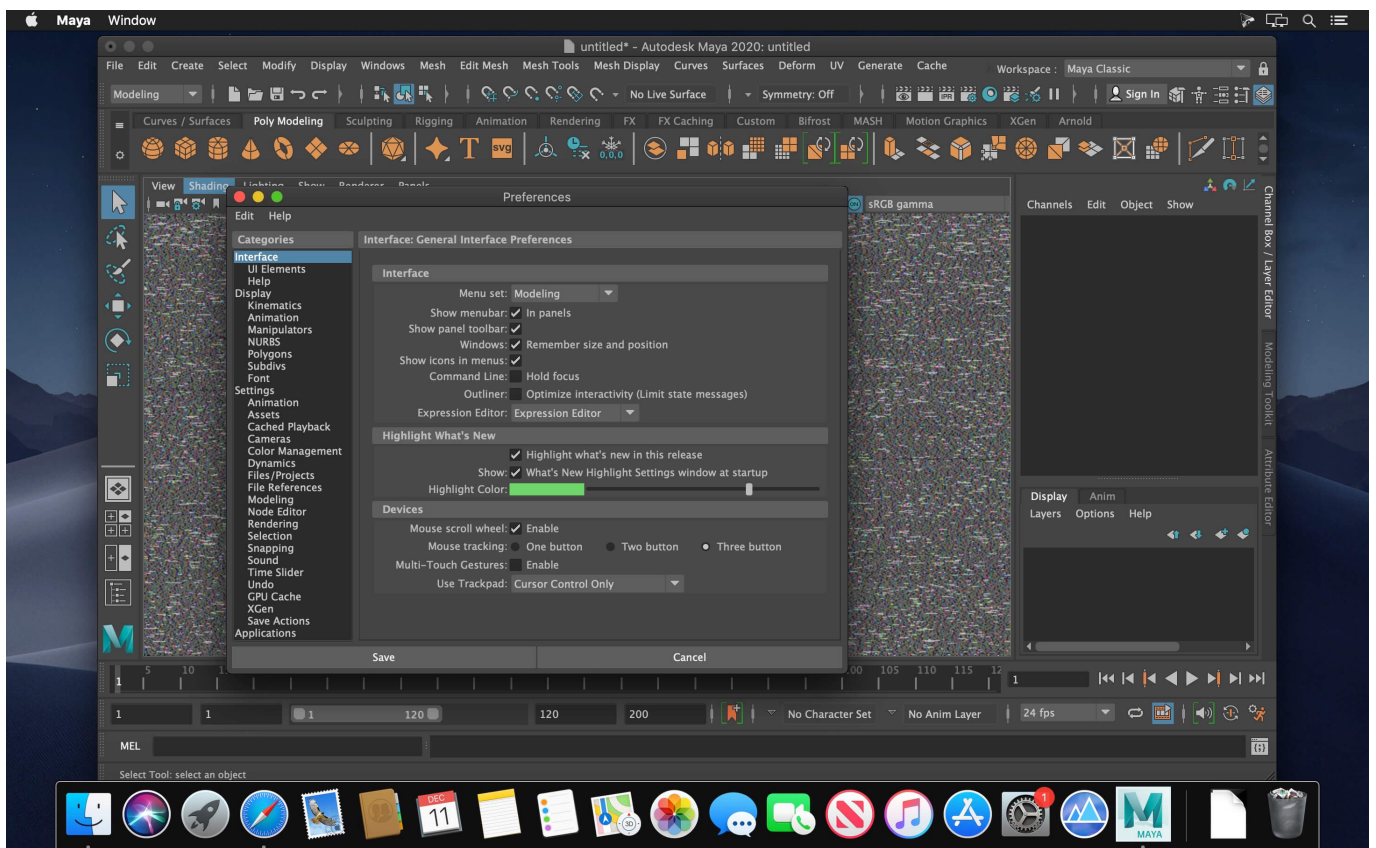 Maya Window
untitled* - Autodesk Maya 2020: untitled
File Edit Create Select Modify Display Windows Mesh Edit Mesh Mesh Tools Mesh Display Curves Surfaces Deform UV Generate Cache Workspace : Maya Classic
Modeling No Live Surface Symmetry: Off Sign In
Curves / Surfaces Poly Modeling Sculpting Rigging Animation Rendering FX FX Caching Custom Bifrost MASH Motion Graphics XGen Arnold
T svg 0,0,0
View Shading Lighting Show Renderer Panels
Preferences
sRGB gamma
Channels Edit Object Show
Edit Help
Categories
Interface: General Interface Preferences
Interface
UI Elements
Help
Display
Kinematics
Animation
Manipulators
NURBS
Polygons
Subdivs
Font
Settings
Animation
Assets
Cached Playback
Cameras
Color Management
Dynamics
Files/Projects
File References
Modeling
Node Editor
Rendering
Selection
Snapping
Sound
Time Slider
Undo
GPU Cache
XGen
Save Actions
Applications
Interface
Menu set: Modeling
Show menubar: In panels
Show panel toolbar:
Windows: Remember size and position
Show icons in menus:
Command Line: Hold focus
Outliner: Optimize interactivity (Limit state messages)
Expression Editor: Expression Editor
Highlight What's New
Highlight what's new in this release
Show: What's New Highlight Settings window at startup
Highlight Color:
Devices
Mouse scroll wheel: Enable
Mouse tracking: One button Two button Three button
Multi-Touch Gestures: Enable
Use Trackpad: Cursor Control Only
Save Cancel
Channel Box / Layer Editor
Modeling Toolkit
Attribute Editor
Display Anim
Layers Options Help
M
1 5 10 105 110 115 12 1
1 1 1 120 120 200 No Character Set No Anim Layer 24 fps
MEL
Select Tool: select an object
DEC
11
3D
1
M
MAYA